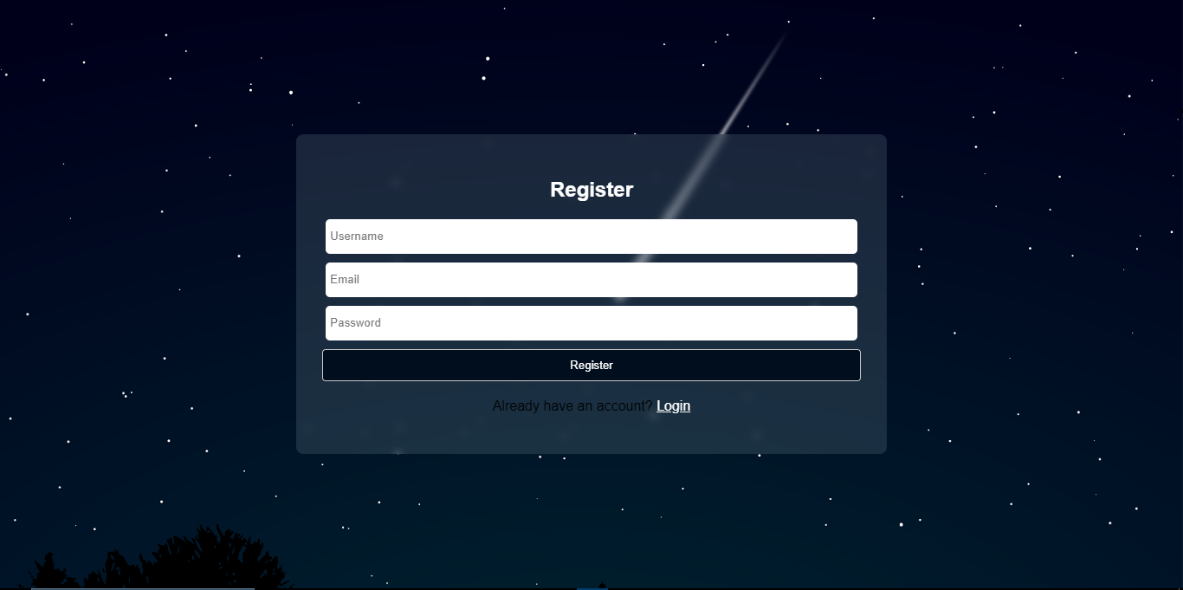 Register
Username
Email
Password
Register
Already have an account? Login